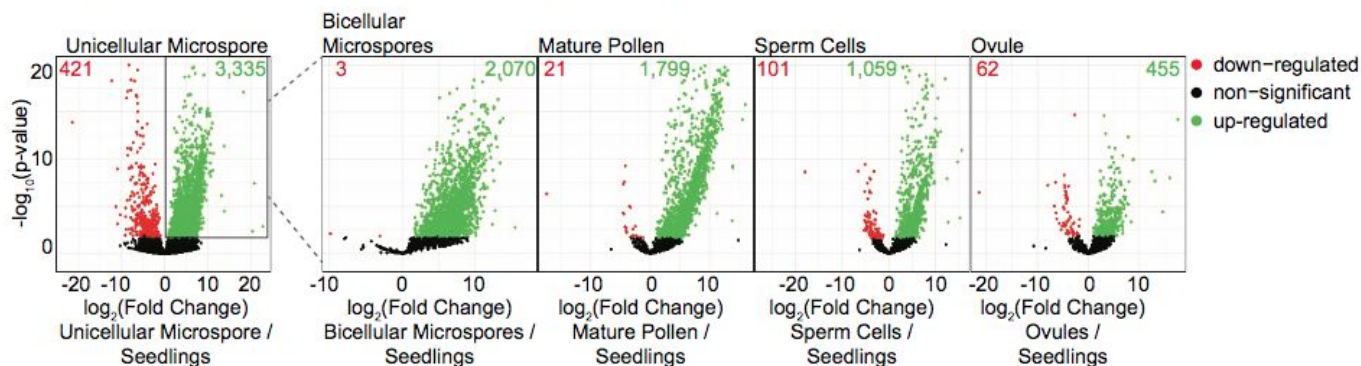 Unicellular Microspore
Bicellular
Microspores
Mature Pollen
Sperm Cells
Ovule
421
3,335
3
2,070
21
1,799
101
1,059
62
455
down-regulated
non-significant
up-regulated
-log10(p-value)
20
10
0
-20 -10 0 10 20
-10 0 10
-10 0 10
-10 0 10
-20 -10 0 10
log2(Fold Change)
Unicellular Microspore /
Seedlings
log2(Fold Change)
Bicellular Microspores /
Seedlings
log2(Fold Change)
Mature Pollen /
Seedlings
log2(Fold Change)
Sperm Cells /
Seedlings
log2(Fold Change)
Ovules /
Seedlings